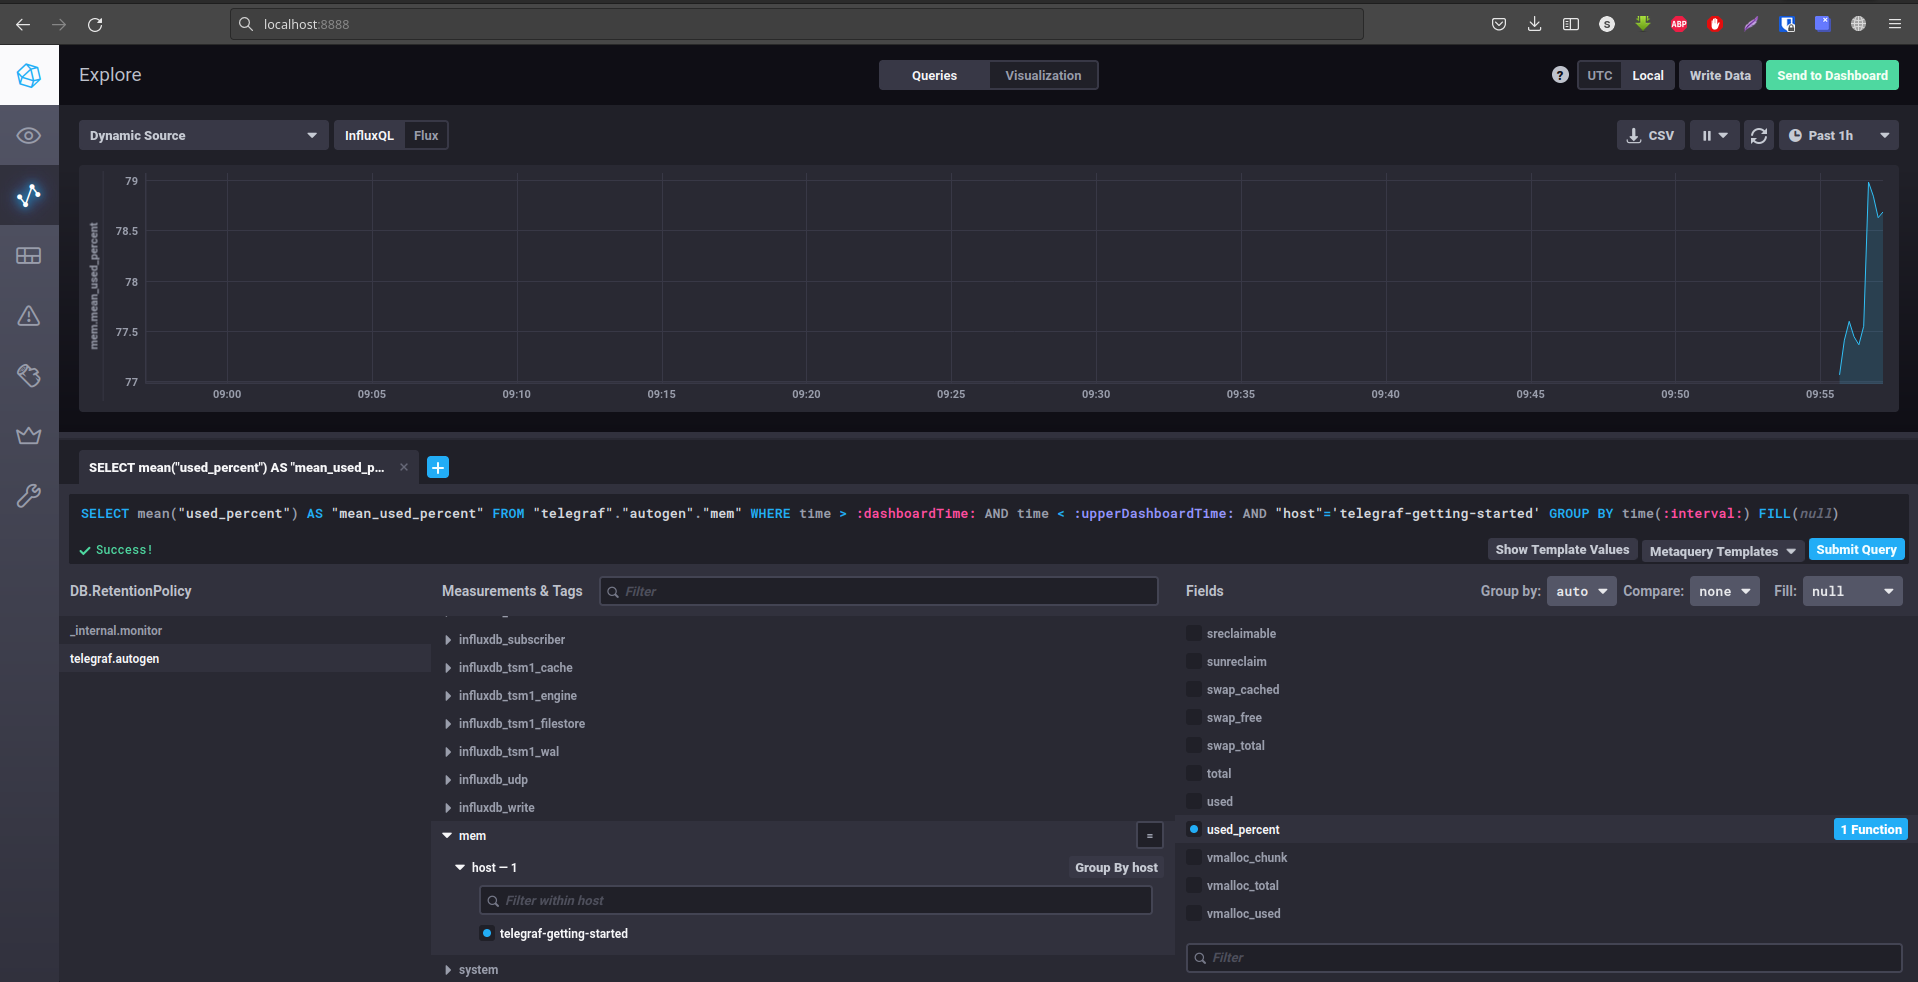 localhost:8888
S
ABP
Explore
Queries
Visualization
?
UTC
Local
Write Data
Send to Dashboard
Dynamic Source
InfluxQL
Flux
CSV
Past 1h
mem.mean_used_percent
79
78.5
78
77.5
77
09:00
09:05
09:10
09:15
09:20
09:25
09:30
09:35
09:40
09:45
09:50
09:55
SELECT mean("used_percent") AS "mean_used_p...
SELECT mean("used_percent") AS "mean_used_percent" FROM "telegraf"."autogen"."mem" WHERE time > :dashboardTime: AND time < :upperDashboardTime: AND "host"='telegraf-getting-started' GROUP BY time(:interval:) FILL(null)
Success!
Show Template Values
Metaquery Templates
Submit Query
DB.RetentionPolicy
_internal.monitor
telegraf.autogen
Measurements & Tags
Filter
influxdb_subscriber
influxdb_tsm1_cache
influxdb_tsm1_engine
influxdb_tsm1_filestore
influxdb_tsm1_wal
influxdb_udp
influxdb_write
mem
=
host — 1
Group By host
Filter within host
telegraf-getting-started
system
Fields
Group by:
auto
Compare:
none
Fill:
null
sreclaimable
sunreclaim
swap_cached
swap_free
swap_total
total
used
used_percent
1 Function
vmalloc_chunk
vmalloc_total
vmalloc_used
Filter